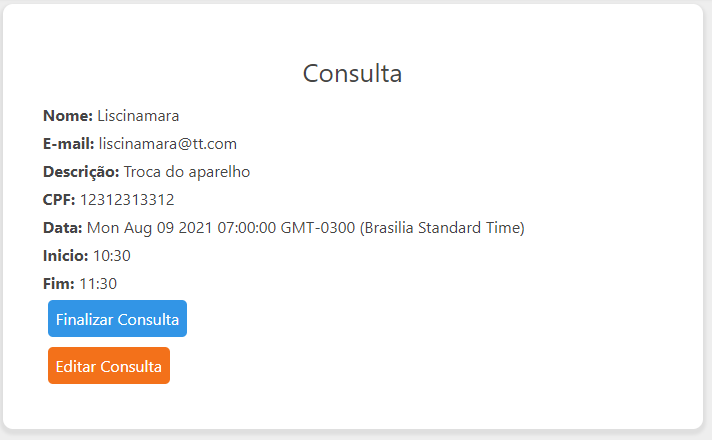 Consulta
Nome: Liscinamara
E-mail: liscinamara@tt.com
Descrição: Troca do aparelho
CPF: 12312313312
Data: Mon Aug 09 2021 07:00:00 GMT-0300 (Brasilia Standard Time)
Inicio: 10:30
Fim: 11:30
Finalizar Consulta
Editar Consulta